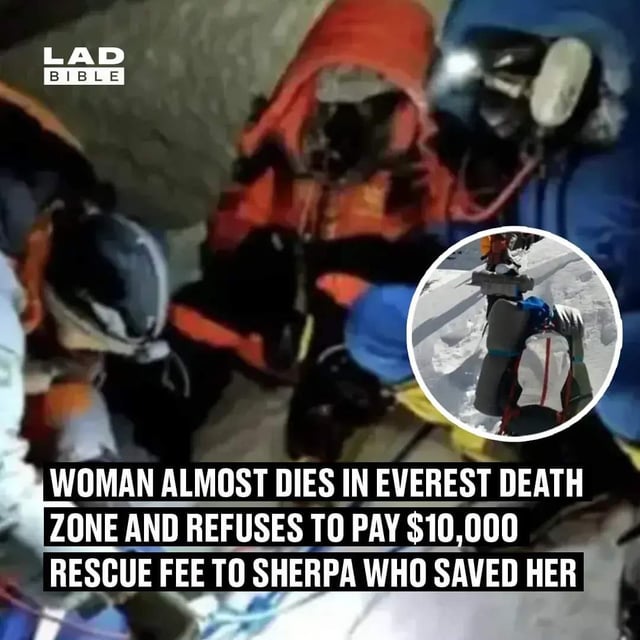 LAD
BIBLE
WOMAN ALMOST DIES IN EVEREST DEATH
ZONE AND REFUSES TO PAY $10,000
RESCUE FEE TO SHERPA WHO SAVED HER